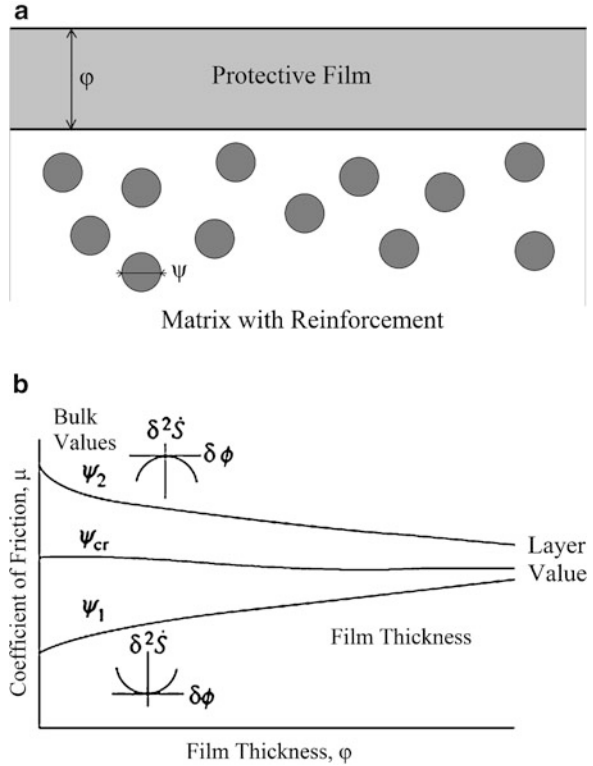 a
φ
Protective Film
ψ
Matrix with Reinforcement
b
Bulk
Values
δ²Ṡ
δϕ
ψ₂
ψcr
Layer
Value
ψ₁
δ²Ṡ
δϕ
Film Thickness
Coefficient of Friction, μ
Film Thickness, φ